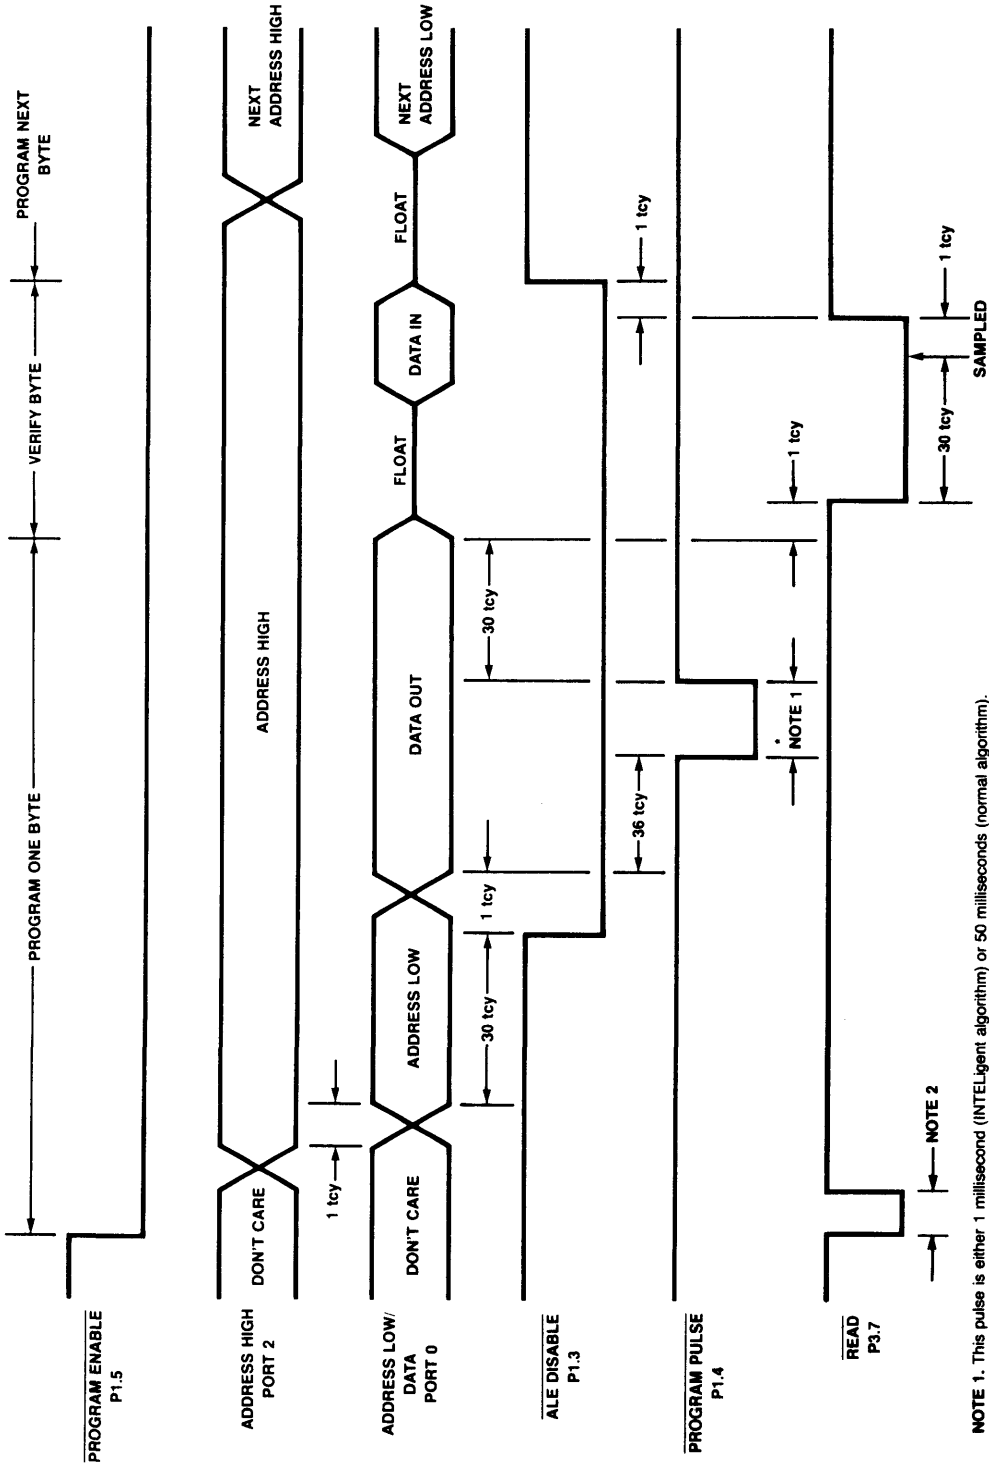 PROGRAM ONE BYTE
VERIFY BYTE
PROGRAM NEXT
BYTE
PROGRAM ENABLE
P1.5
ADDRESS HIGH
PORT 2
DON'T CARE
ADDRESS HIGH
NEXT
ADDRESS HIGH
1 tcy
ADDRESS LOW/
DATA
PORT 0
DON'T CARE
ADDRESS LOW
DATA OUT
FLOAT
DATA IN
FLOAT
NEXT
ADDRESS LOW
30 tcy
1 tcy
30 tcy
ALE DISABLE
P1.3
36 tcy
1 tcy
PROGRAM PULSE
P1.4
*
NOTE 1
1 tcy
READ
P3.7
NOTE 2
30 tcy
1 tcy
SAMPLED
NOTE 1. This pulse is either 1 millisecond (INTELigent algorithm) or 50 milliseconds (normal algorithm).